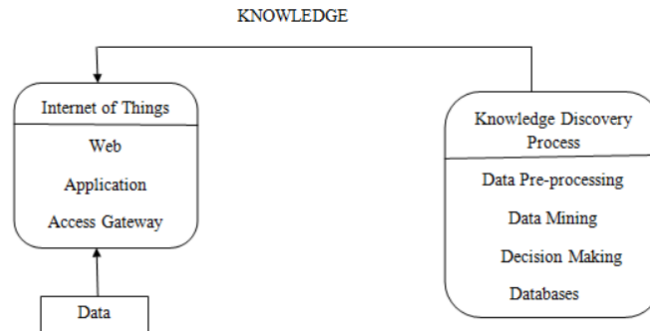 KNOWLEDGE
Internet of Things
Web
Application
Access Gateway
Data
Knowledge Discovery
Process
Data Pre-processing
Data Mining
Decision Making
Databases